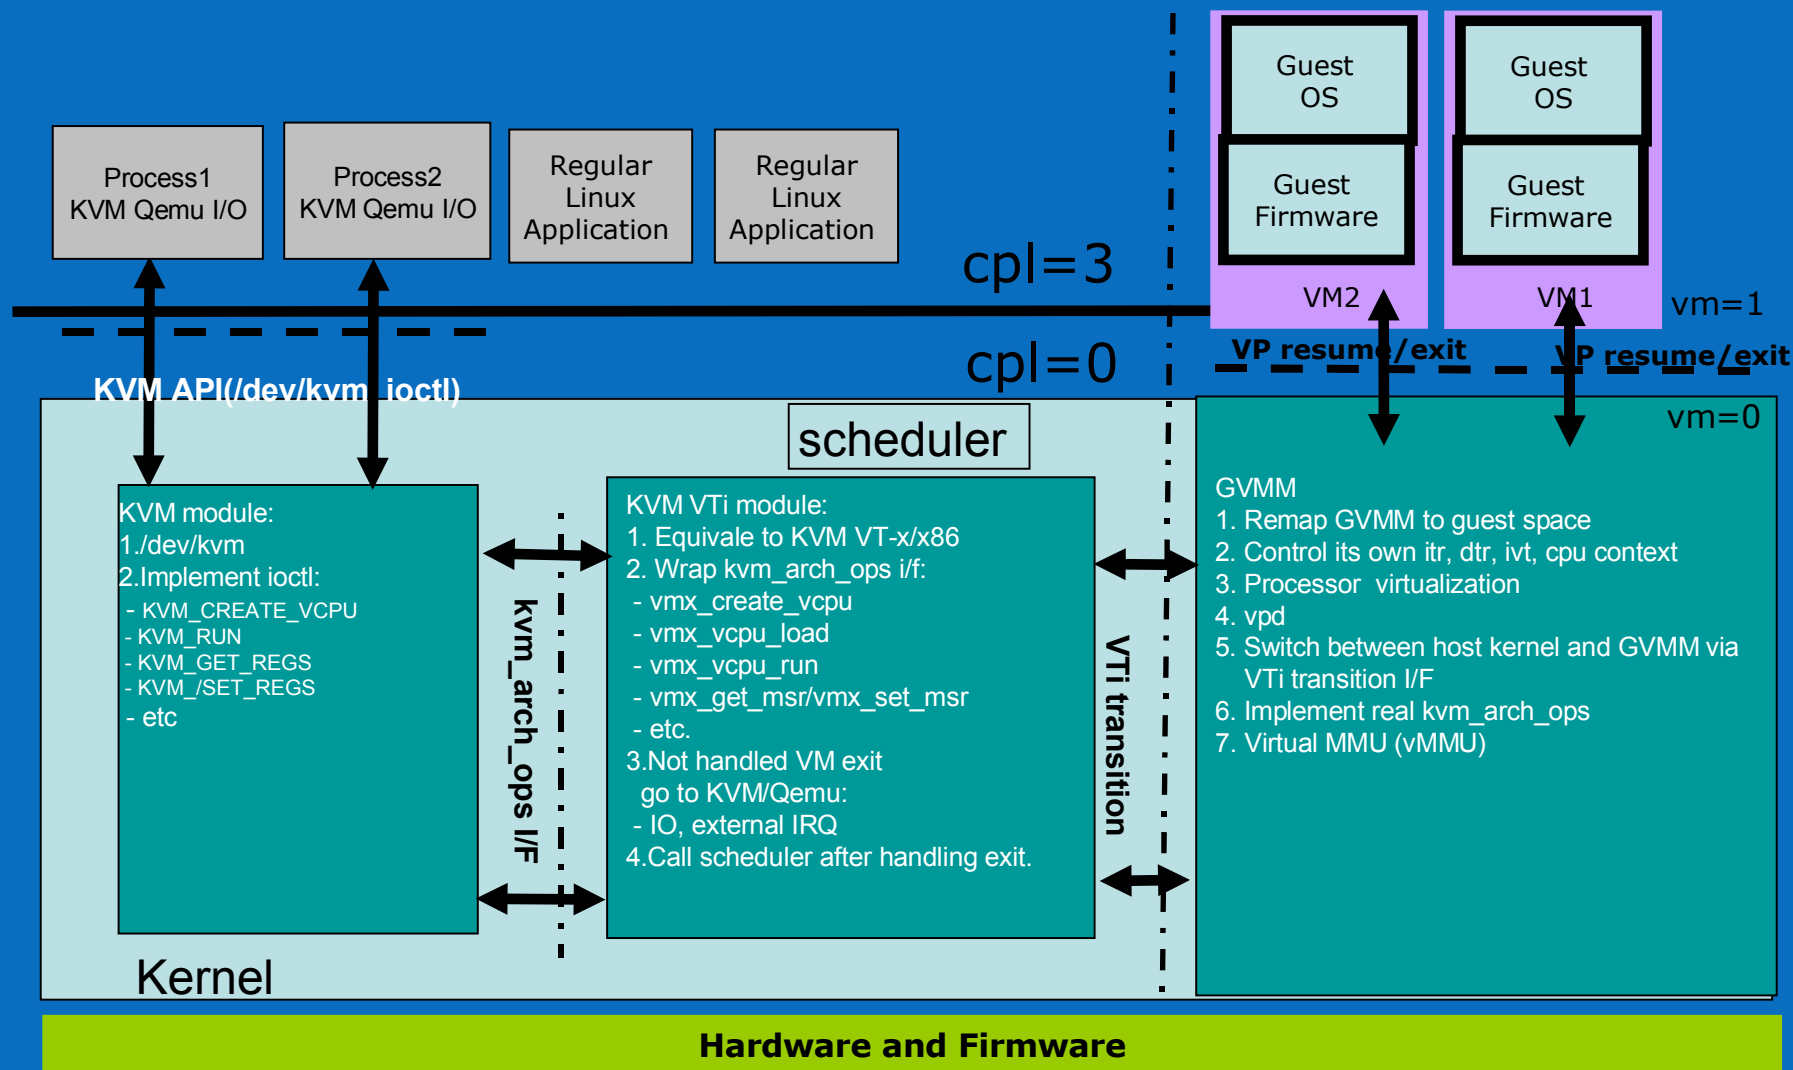 Guest
OS
Guest
Firmware
VM2
Guest
OS
Guest
Firmware
VM1
vm=1
Process1
KVM Qemu I/O
Process2
KVM Qemu I/O
Regular
Linux
Application
Regular
Linux
Application
cpl=3
cpl=0
VP resume/exit
VP resume/exit
KVM API(/dev/kvm ioctl)
vm=0
scheduler
KVM module:
1./dev/kvm
2.Implement ioctl:
- KVM_CREATE_VCPU
- KVM_RUN
- KVM_GET_REGS
- KVM_/SET_REGS
- etc
kvm_arch_ops I/F
KVM VTi module:
1. Equivale to KVM VT-x/x86
2. Wrap kvm_arch_ops i/f:
- vmx_create_vcpu
- vmx_vcpu_load
- vmx_vcpu_run
- vmx_get_msr/vmx_set_msr
- etc.
3.Not handled VM exit
go to KVM/Qemu:
- IO, external IRQ
4.Call scheduler after handling exit.
VTi transition
GVMM
1. Remap GVMM to guest space
2. Control its own itr, dtr, ivt, cpu context
3. Processor virtualization
4. vpd
5. Switch between host kernel and GVMM via
VTi transition I/F
6. Implement real kvm_arch_ops
7. Virtual MMU (vMMU)
Kernel
Hardware and Firmware